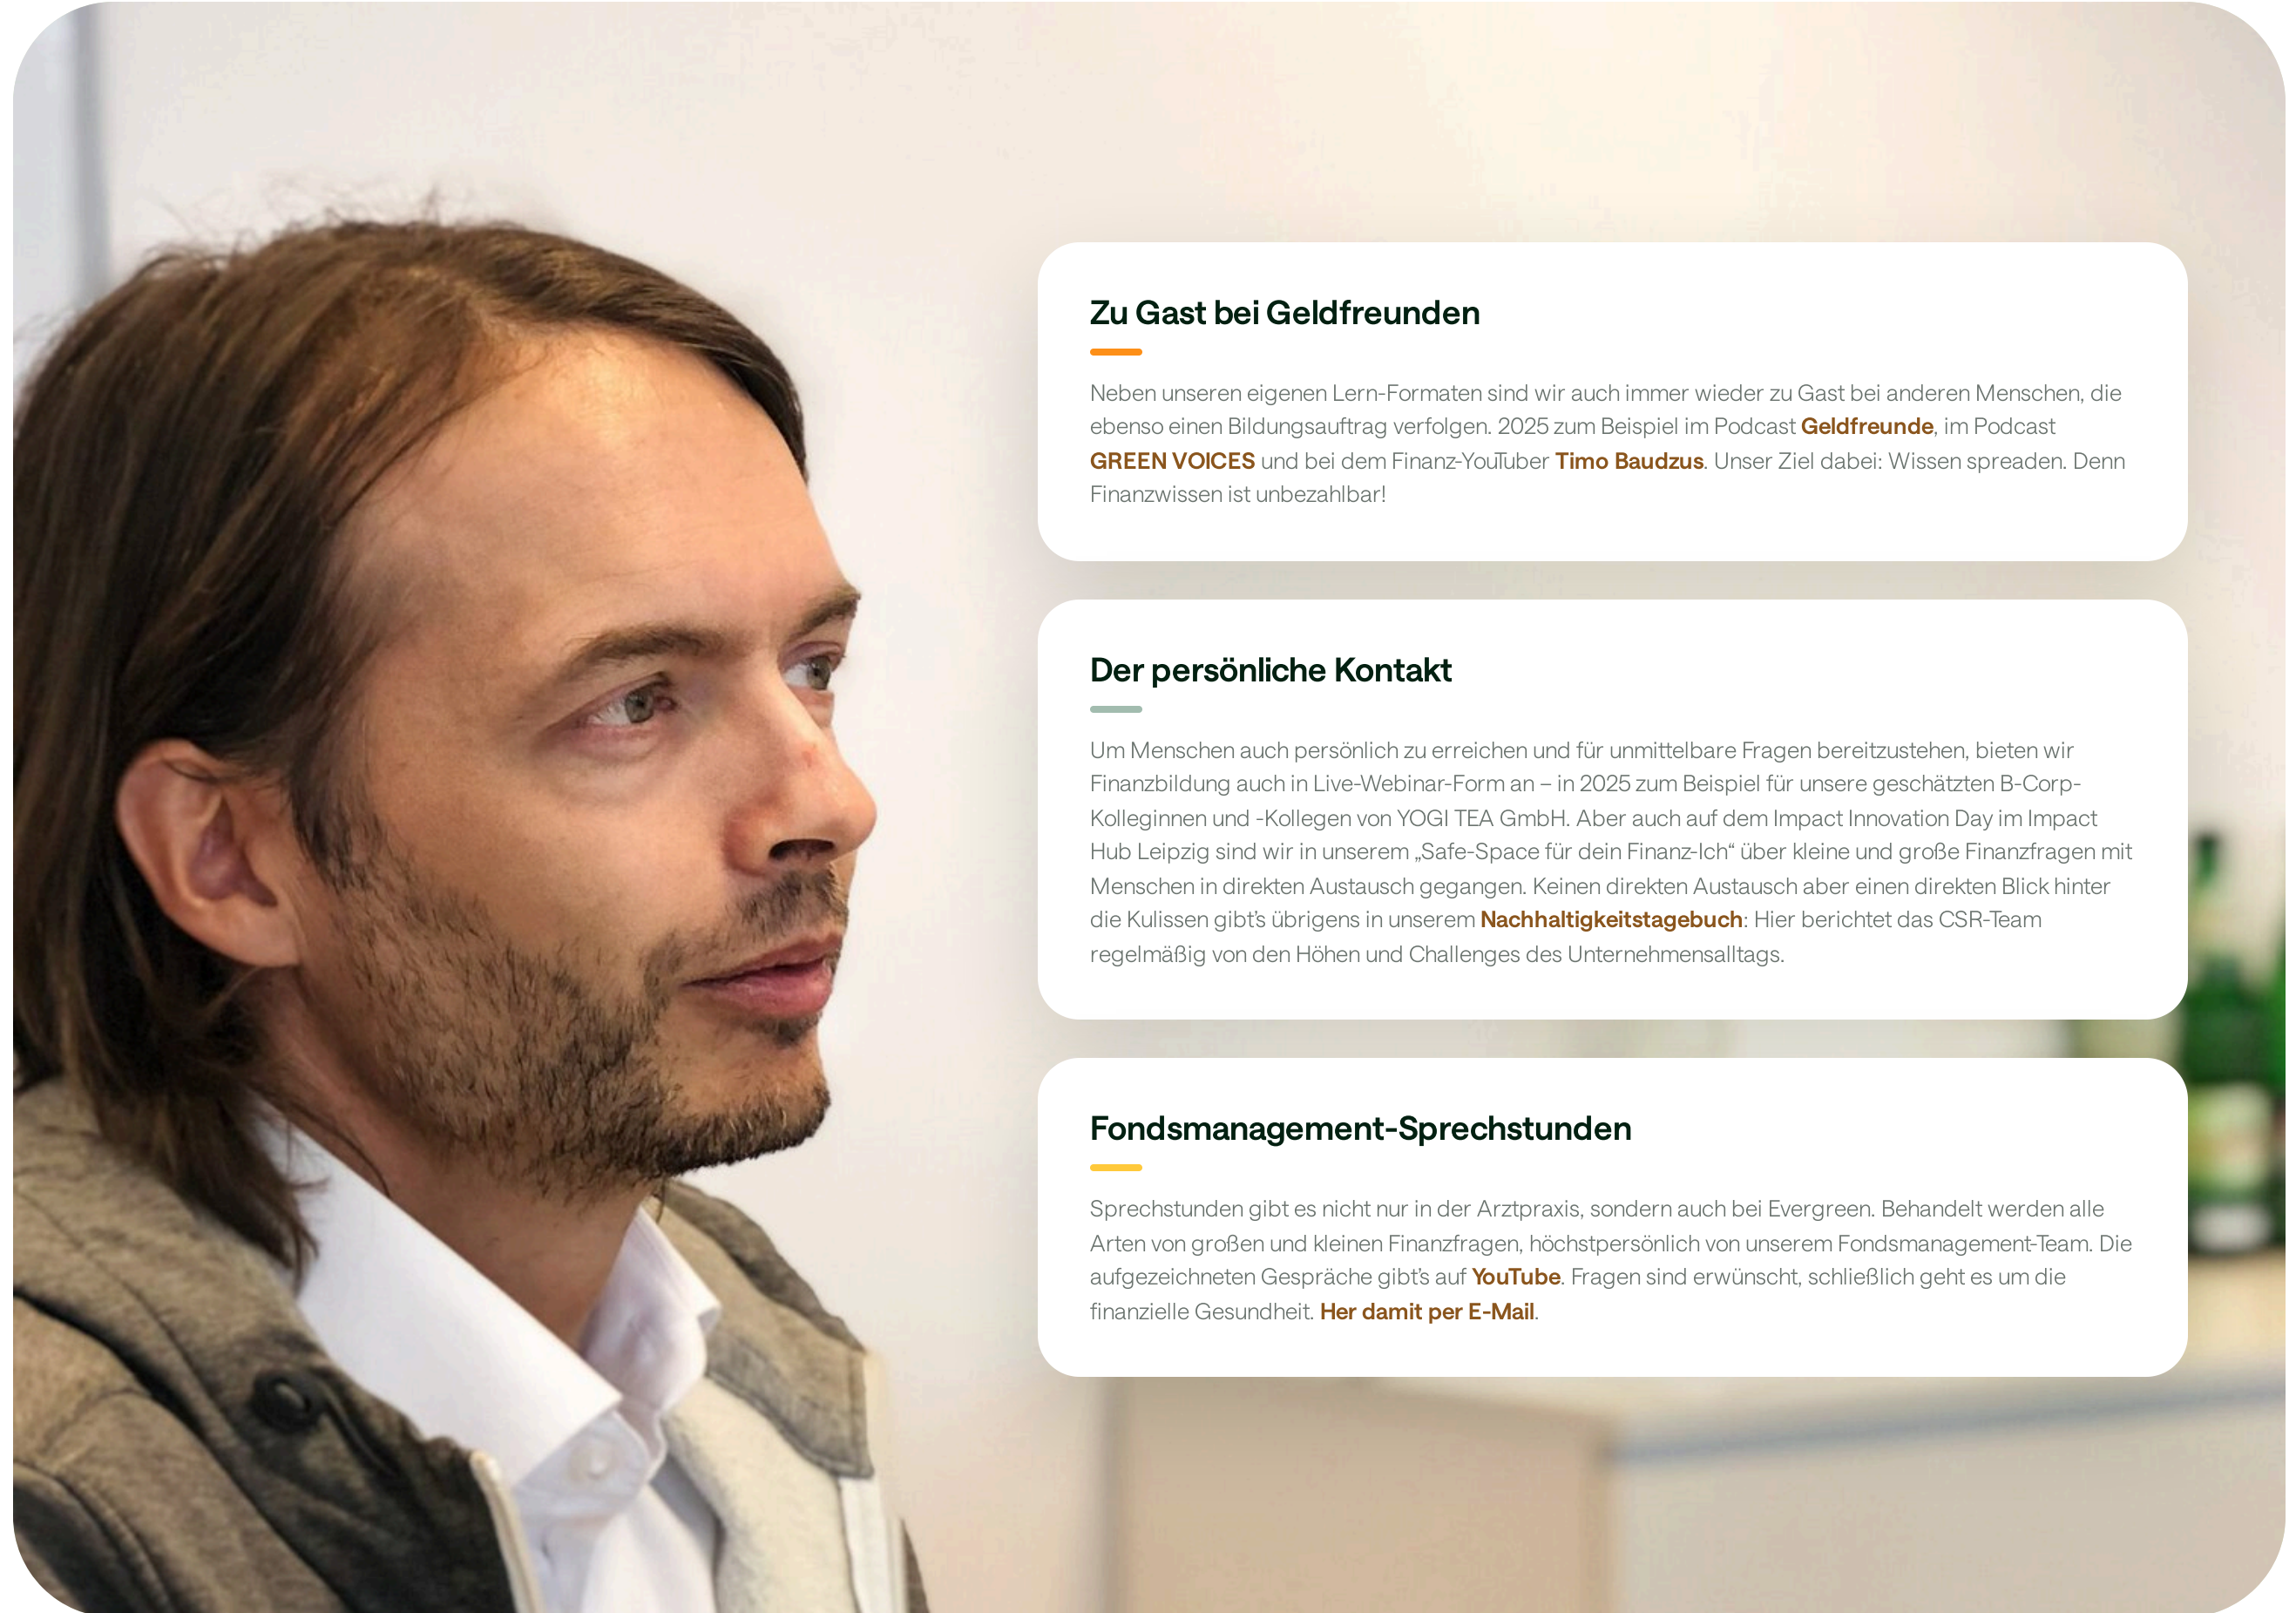 Zu Gast bei Geldfreunden
Neben unseren eigenen Lern-Formaten sind wir auch immer wieder zu Gast bei anderen Menschen, die
ebenso einen Bildungsauftrag verfolgen. 2025 zum Beispiel im Podcast Geldfreunde, im Podcast
GREEN VOICES und bei dem Finanz-YouTuber Timo Baudzus. Unser Ziel dabei: Wissen spreaden. Denn
Finanzwissen ist unbezahlbar!
Der persönliche Kontakt
Um Menschen auch persönlich zu erreichen und für unmittelbare Fragen bereitzustehen, bieten wir
Finanzbildung auch in Live-Webinar-Form an – in 2025 zum Beispiel für unsere geschätzten B-Corp-
Kolleginnen und -Kollegen von YOGI TEA GmbH. Aber auch auf dem Impact Innovation Day im Impact
Hub Leipzig sind wir in unserem „Safe-Space für dein Finanz-Ich“ über kleine und große Finanzfragen mit
Menschen in direkten Austausch gegangen. Keinen direkten Austausch aber einen direkten Blick hinter
die Kulissen gibt’s übrigens in unserem Nachhaltigkeitstagebuch: Hier berichtet das CSR-Team
regelmäßig von den Höhen und Challenges des Unternehmensalltags.
Fondsmanagement-Sprechstunden
Sprechstunden gibt es nicht nur in der Arztpraxis, sondern auch bei Evergreen. Behandelt werden alle
Arten von großen und kleinen Finanzfragen, höchstpersönlich von unserem Fondsmanagement-Team. Die
aufgezeichneten Gespräche gibt’s auf YouTube. Fragen sind erwünscht, schließlich geht es um die
finanzielle Gesundheit. Her damit per E-Mail.